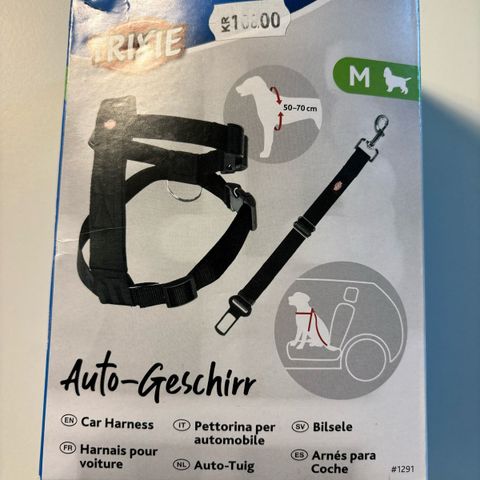 KR
.00
TRIXIE
M
50–70 cm
Auto-Geschirr
EN Car Harness
FR Harnais pour
voiture
IT Pettorina per
automobile
NL Auto-Tuig
SV Bilsele
ES Arnés para
Coche
#1291